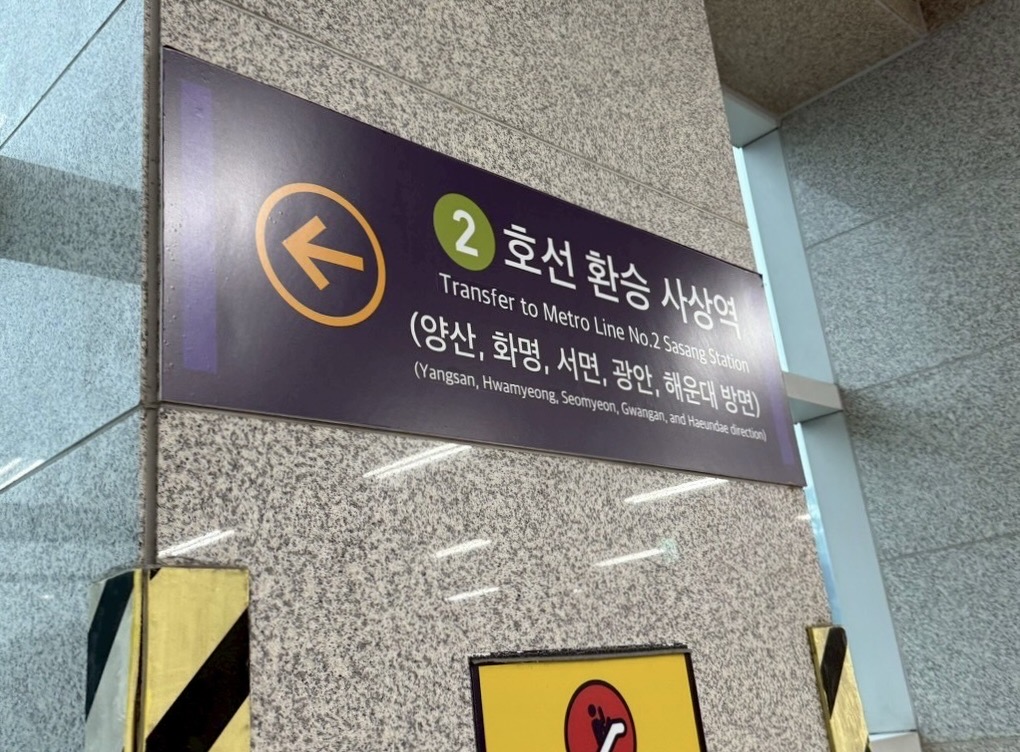 2호선 환승 사상역
Transfer to Metro Line No.2 Sasang Station
(양산, 화명, 서면, 광안, 해운대 방면)
(Yangsan, Hwamyeong, Seomyeon, Gwangan, and Haeundae direction)